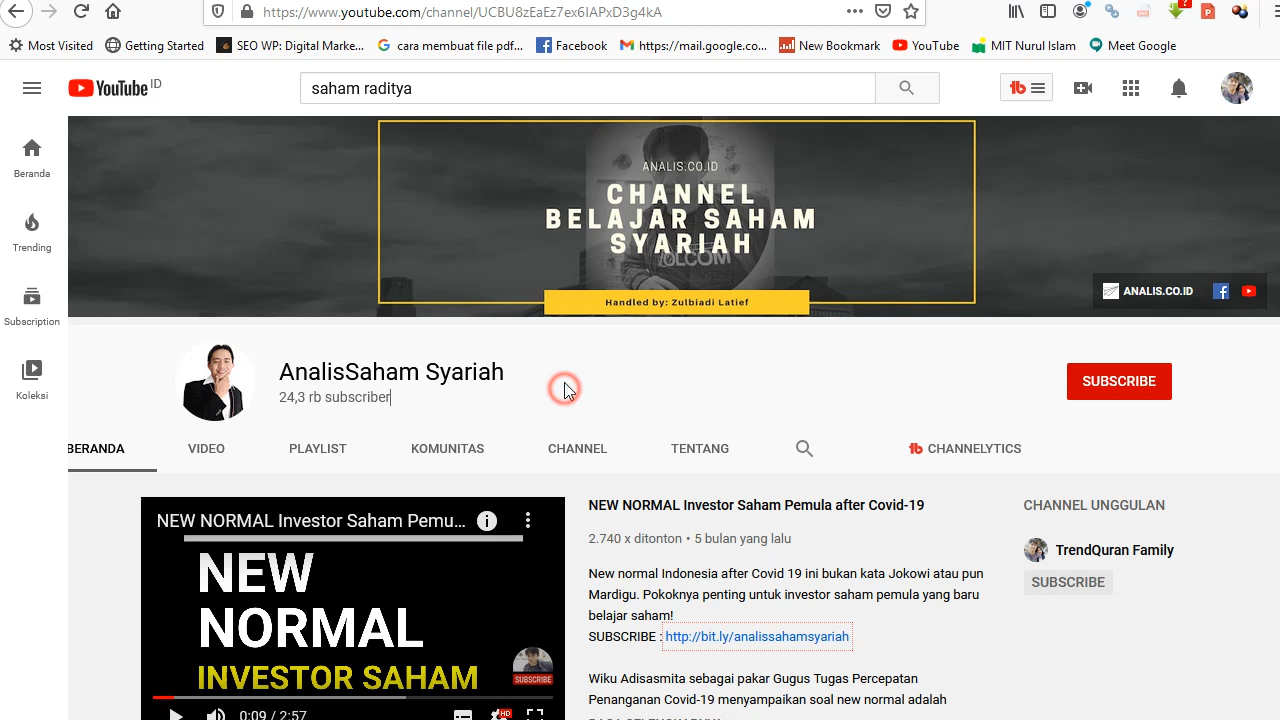 https://www.youtube.com/channel/UCBU8zEaEz7ex6IAPxD3g4kA
Most Visited
Getting Started
SEO WP: Digital Marke...
cara membuat file pdf...
Facebook
https://mail.google.co...
New Bookmark
YouTube
MIT Nurul Islam
Meet Google
YouTube ID
saham raditya
tb
?
P
Beranda
Trending
Subscription
Koleksi
ANALIS.CO.ID
CHANNEL
BELAJAR SAHAM
SYARIAH
VOLCOM
Handled by: Zulbiadi Latief
ANALIS.CO.ID
AnalisSaham Syariah
24,3 rb subscriber
SUBSCRIBE
BERANDA
VIDEO
PLAYLIST
KOMUNITAS
CHANNEL
TENTANG
tb CHANNELYTICS
NEW NORMAL Investor Saham Pemu...
NEW
NORMAL
INVESTOR SAHAM
SUBSCRIBE
0:09 / 2:57
HD
NEW NORMAL Investor Saham Pemula after Covid-19
2.740 x ditonton • 5 bulan yang lalu
New normal Indonesia after Covid 19 ini bukan kata Jokowi atau pun
Mardigu. Pokoknya penting untuk investor saham pemula yang baru
belajar saham!
SUBSCRIBE : http://bit.ly/analissahamsyariah
Wiku Adisasmita sebagai pakar Gugus Tugas Percepatan
Penanganan Covid-19 menyampaikan soal new normal adalah
CHANNEL UNGGULAN
TrendQuran Family
SUBSCRIBE